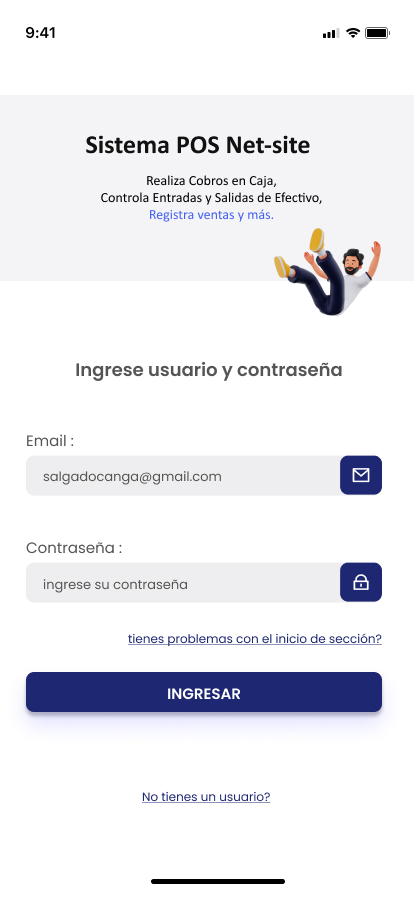 9:41
Sistema POS Net-site
Realiza Cobros en Caja,
Controla Entradas y Salidas de Efectivo,
Registra ventas y más.
Ingrese usuario y contraseña
Email :
salgadocanga@gmail.com
Contraseña :
ingrese su contraseña
tienes problemas con el inicio de sección?
INGRESAR
No tienes un usuario?